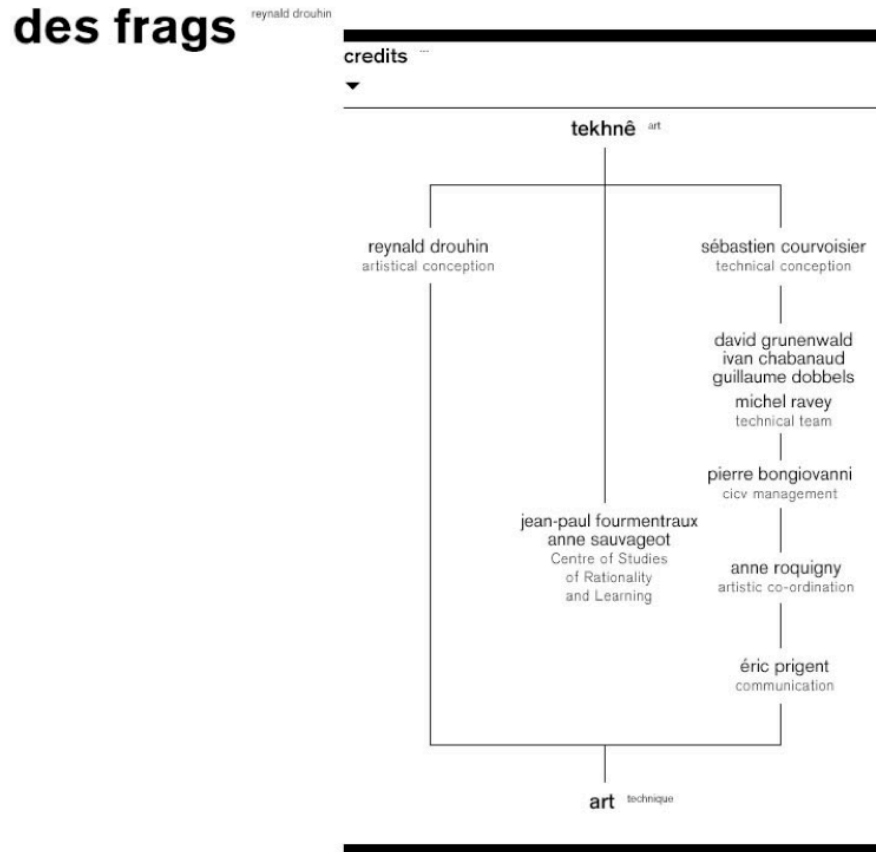 des frags reynald drouhin
credits ...
tekhnê art
reynald drouhin
artistical conception
sébastien courvoisier
technical conception
david grunenwald
ivan chabanaud
guillaume dobbels
michel ravey
technical team
pierre bongiovanni
cicv management
jean-paul fourmentraux
anne sauvageot
Centre of Studies
of Rationality
and Learning
anne roquigny
artistic co-ordination
éric prigent
communication
art technique